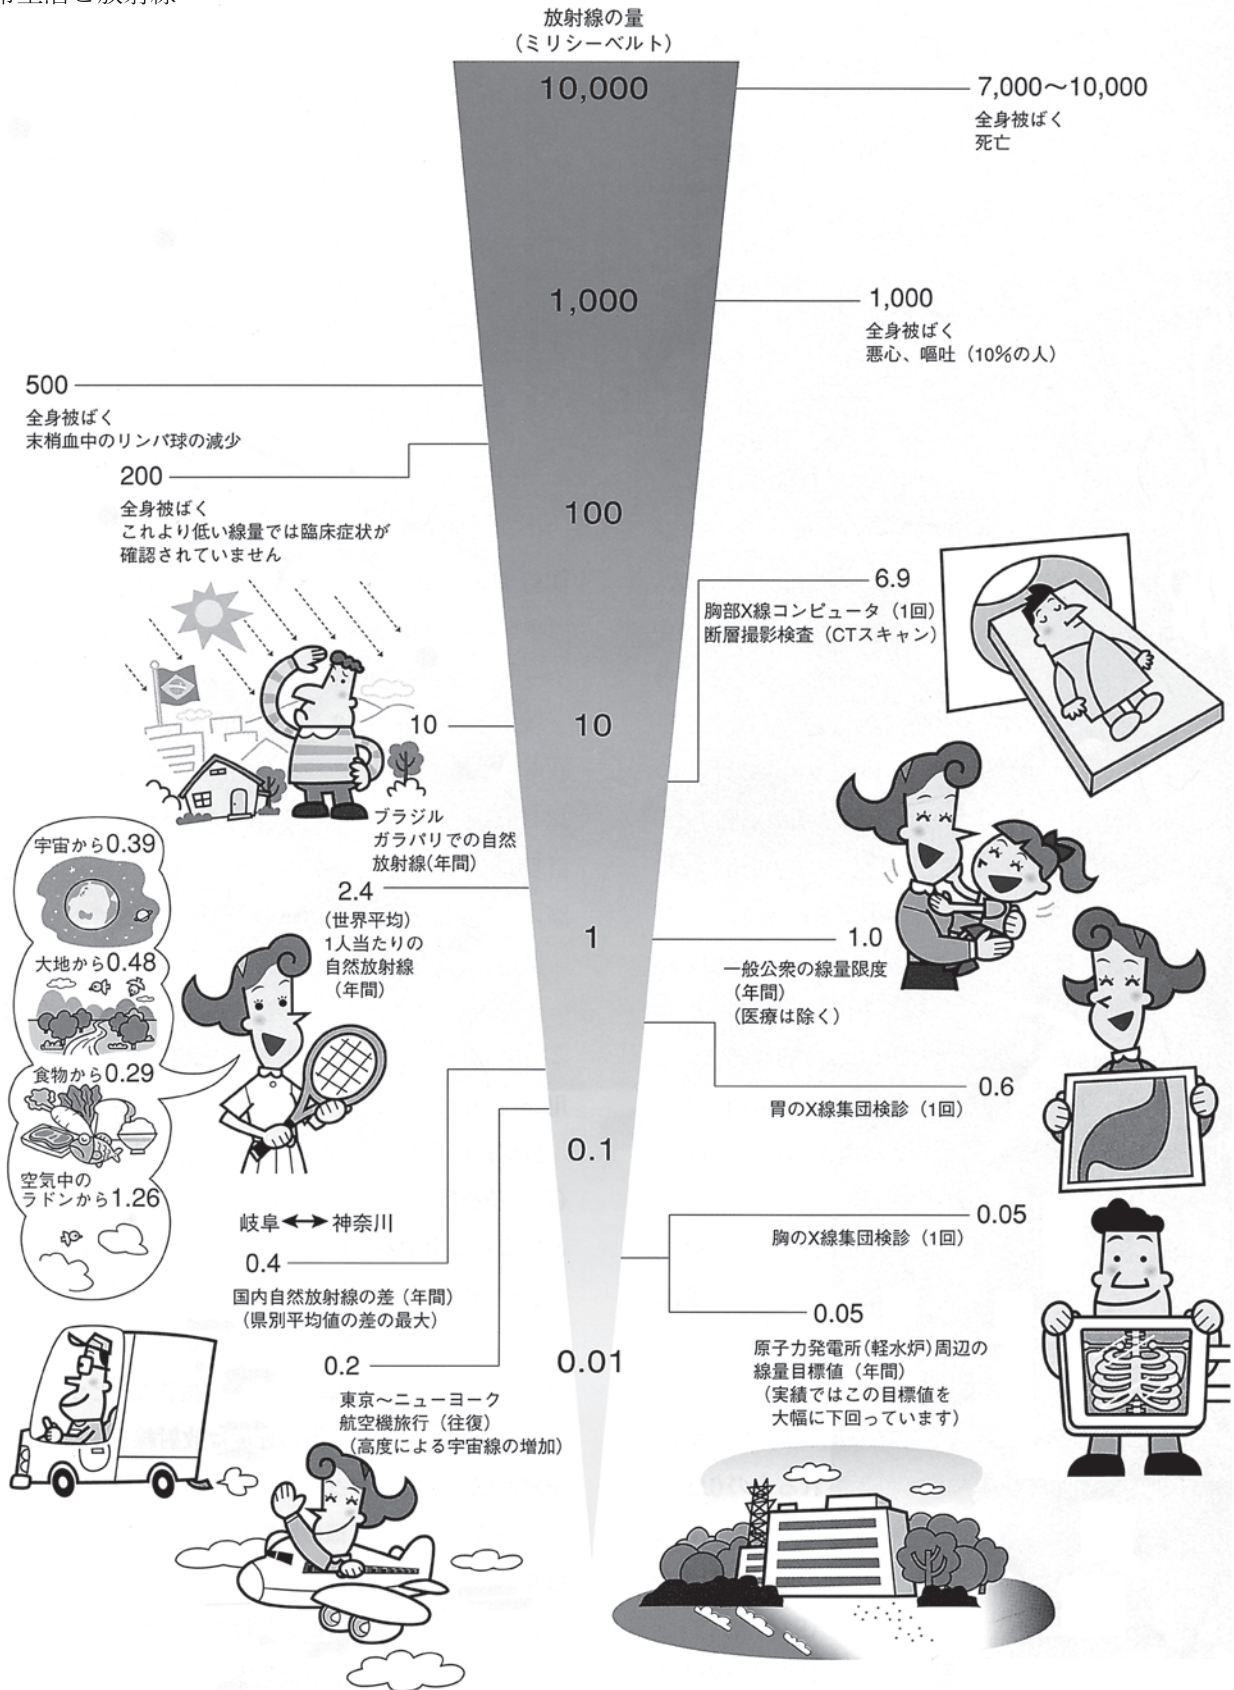 放射線の量
（ミリシーベルト）
10,000
7,000～10,000
全身被ばく
死亡
1,000
1,000
全身被ばく
悪心、嘔吐（10％の人）
500
全身被ばく
末梢血中のリンパ球の減少
200
全身被ばく
これより低い線量では臨床症状が
確認されていません
100
6.9
胸部X線コンピュータ（1回）
断層撮影検査（CTスキャン）
10
10
ブラジル
ガラパリでの自然
放射線(年間)
宇宙から0.39
大地から0.48
食物から0.29
空気中の
ラドンから1.26
2.4
(世界平均)
1人当たりの
自然放射線
（年間）
1
1.0
一般公衆の線量限度
（年間）
（医療は除く）
0.6
胃のX線集団検診（1回）
0.1
岐阜↔神奈川
0.4
国内自然放射線の差（年間）
（県別平均値の差の最大）
0.05
胸のX線集団検診（1回）
0.05
原子力発電所(軽水炉)周辺の
線量目標値（年間）
（実績ではこの目標値を
大幅に下回っています）
0.2
東京～ニューヨーク
航空機旅行（往復）
（高度による宇宙線の増加）
0.01